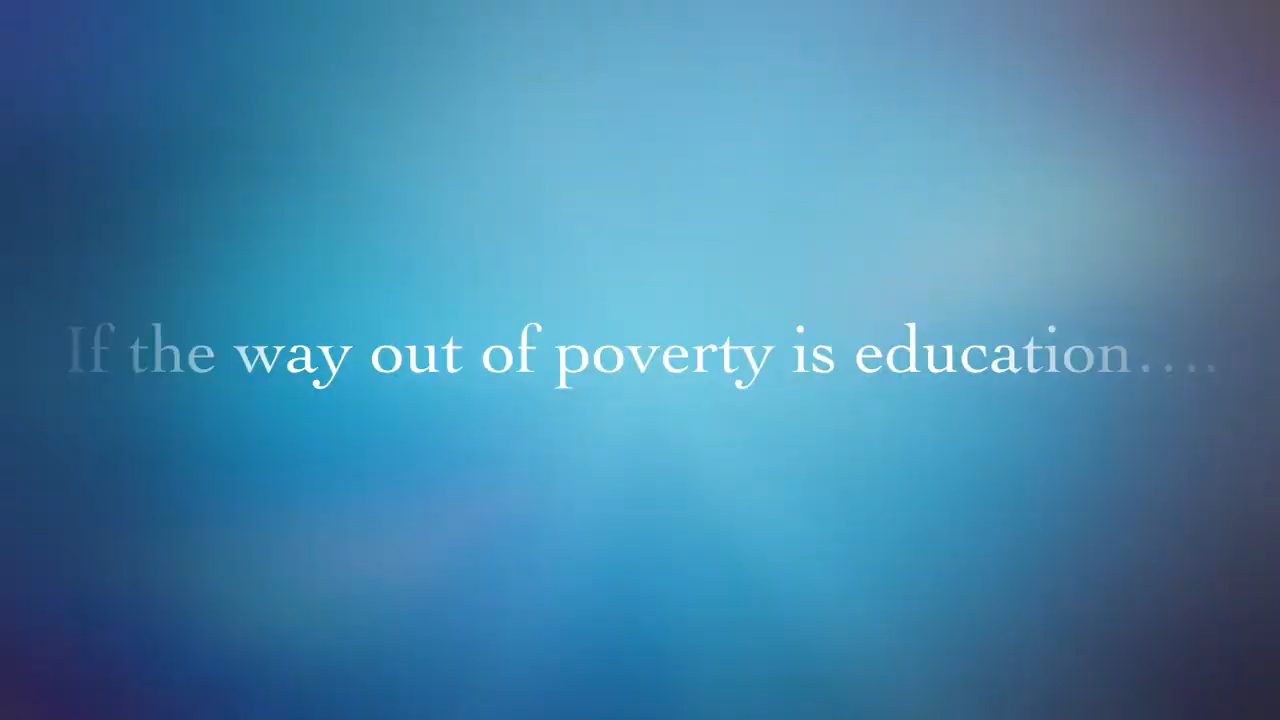 If the way out of poverty is education....